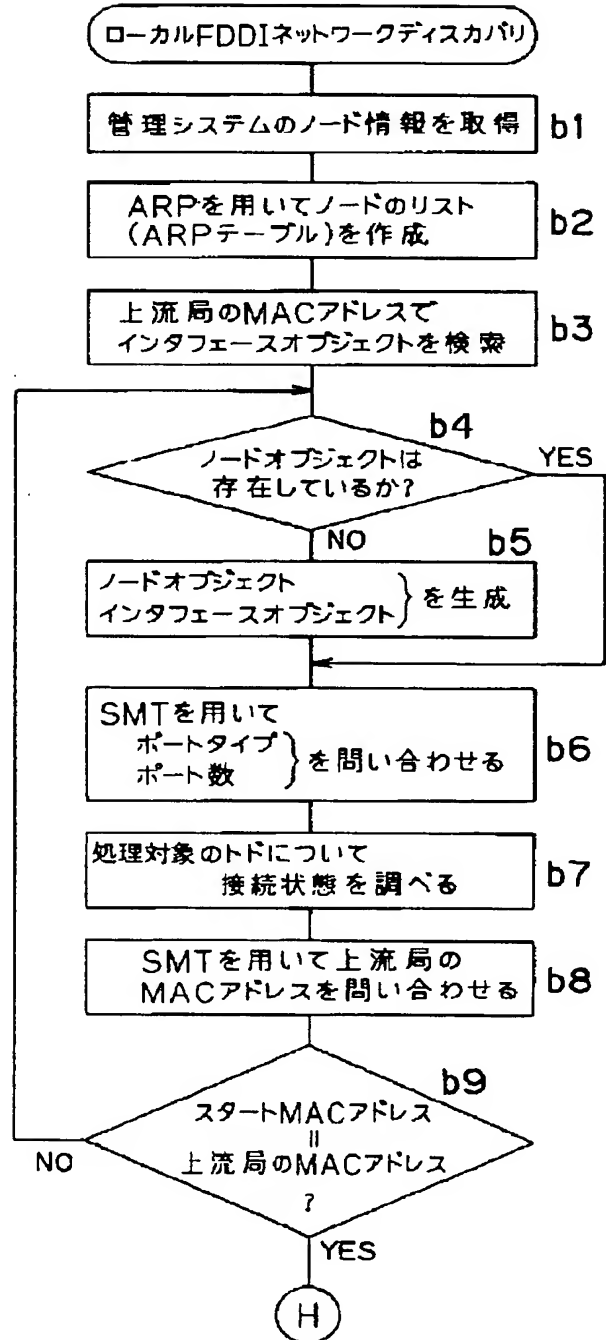 ローカルFDDIネットワークディスカバリ
管理システムのノード情報を取得 b1
ARPを用いてノードのリスト
(ARPテーブル)を作成 b2
上流局のMACアドレスで
インタフェースオブジェクトを検索 b3
b4
ノードオブジェクトは
存在しているか?
YES
NO
b5
ノードオブジェクト
インタフェースオブジェクト } を生成
SMTを用いて
ポートタイプ
ポート数 } を問い合わせる b6
処理対象のトドについて
接続状態を調べる b7
SMTを用いて上流局の
MACアドレスを問い合わせる b8
b9
スタートMACアドレス
=
上流局のMACアドレス
?
NO
YES
H